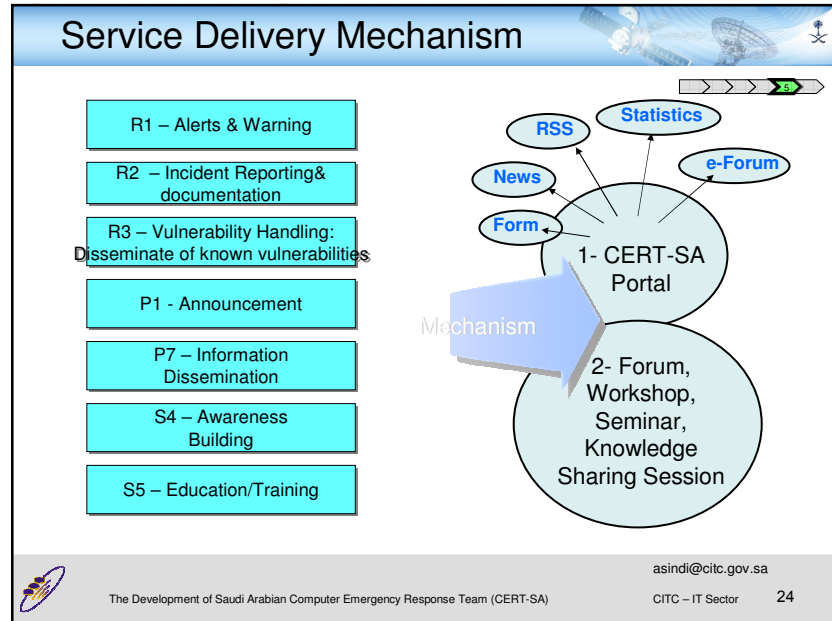 Service Delivery Mechanism
5
R1 – Alerts & Warning
R2 – Incident Reporting&
documentation
R3 – Vulnerability Handling:
Disseminate of known vulnerabilities
P1 - Announcement
P7 – Information
Dissemination
S4 – Awareness
Building
S5 – Education/Training
Mechanism
Statistics
RSS
e-Forum
News
Form
1- CERT-SA
Portal
2- Forum,
Workshop,
Seminar,
Knowledge
Sharing Session
asindi@citc.gov.sa
The Development of Saudi Arabian Computer Emergency Response Team (CERT-SA)
CITC – IT Sector
24